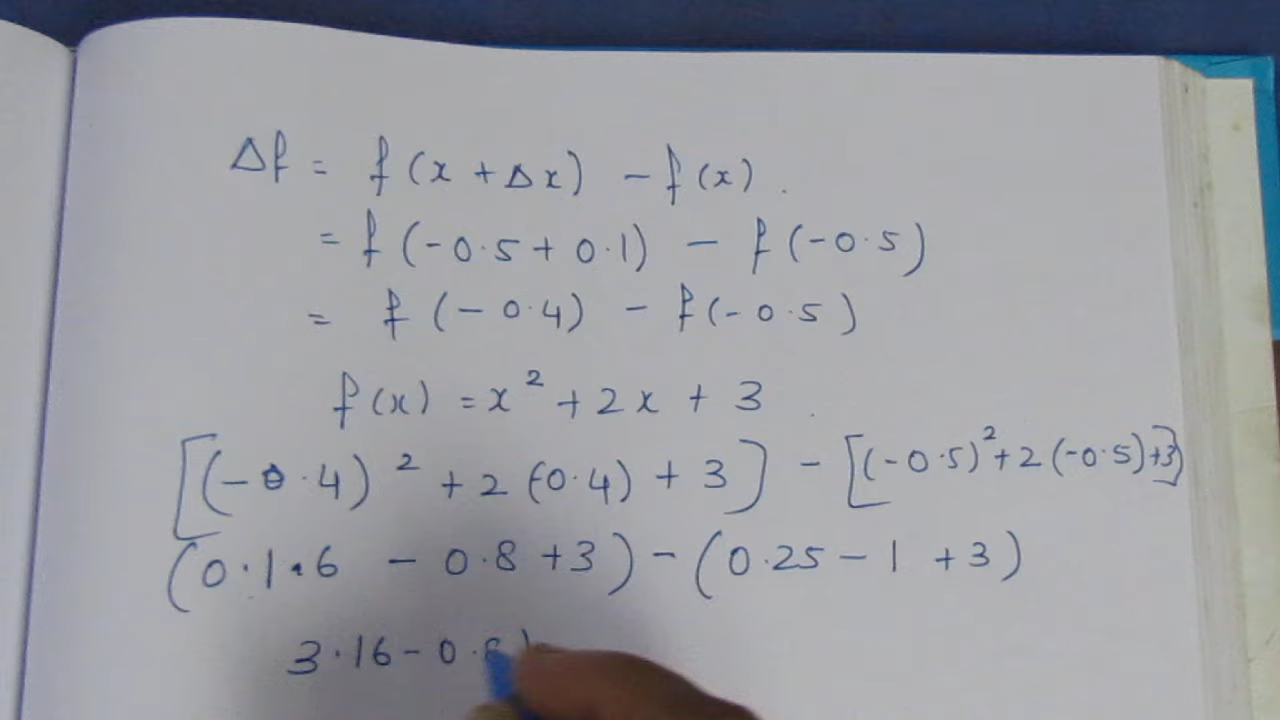 Δf = f(x + Δx) - f(x).
= f(-0.5 + 0.1) - f(-0.5)
= f(-0.4) - f(-0.5)
f(x) = x² + 2x + 3
[(-0.4)² + 2(-0.4) + 3] - [(-0.5)² + 2(-0.5) + 3]
(0.1.6 - 0.8 + 3) - (0.25 - 1 + 3)
3.16 - 0.8)